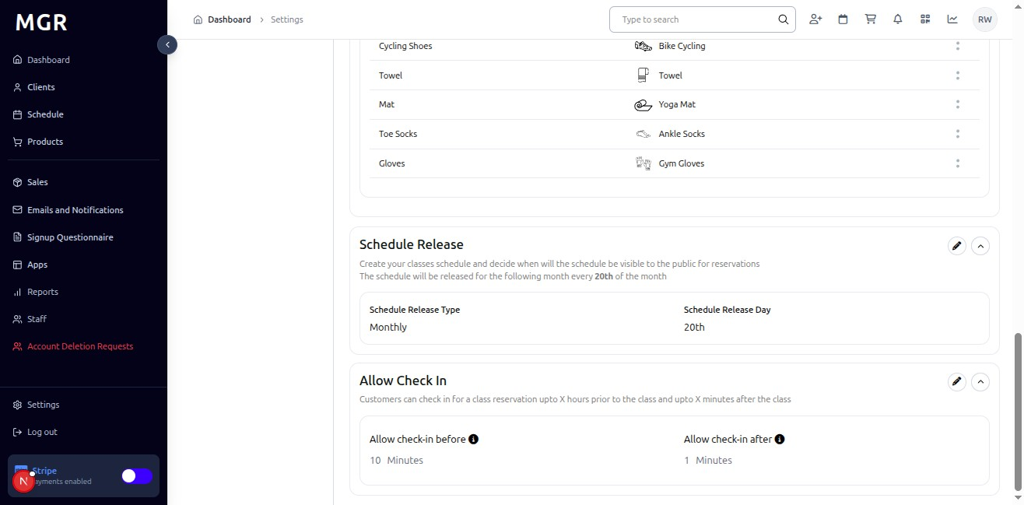 MGR
Dashboard
Clients
Schedule
Products
Sales
Emails and Notifications
Signup Questionnaire
Apps
Reports
Staff
Account Deletion Requests
Settings
Log out
Stripe
ayments enabled
N
Dashboard > Settings
Type to search
RW
Cycling Shoes Bike Cycling
Towel Towel
Mat Yoga Mat
Toe Socks Ankle Socks
Gloves Gym Gloves
Schedule Release
Create your classes schedule and decide when will the schedule be visible to the public for reservations
The schedule will be released for the following month every 20th of the month
Schedule Release Type Schedule Release Day
Monthly 20th
Allow Check In
Customers can check in for a class reservation upto X hours prior to the class and upto X minutes after the class
Allow check-in before Allow check-in after
10 Minutes 1 Minutes